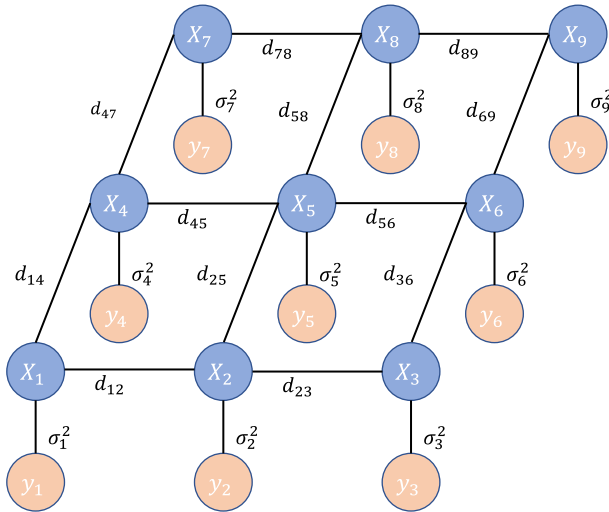 X₇ d₇₈ X₈ d₈₉ X₉
d₄₇ σ₇² d₅₈ σ₈² d₆₉ σ₉²
y₇ y₈ y₉
X₄ d₄₅ X₅ d₅₆ X₆
d₁₄ σ₄² d₂₅ σ₅² d₃₆ σ₆²
y₄ y₅ y₆
X₁ d₁₂ X₂ d₂₃ X₃
σ₁² σ₂² σ₃²
y₁ y₂ y₃